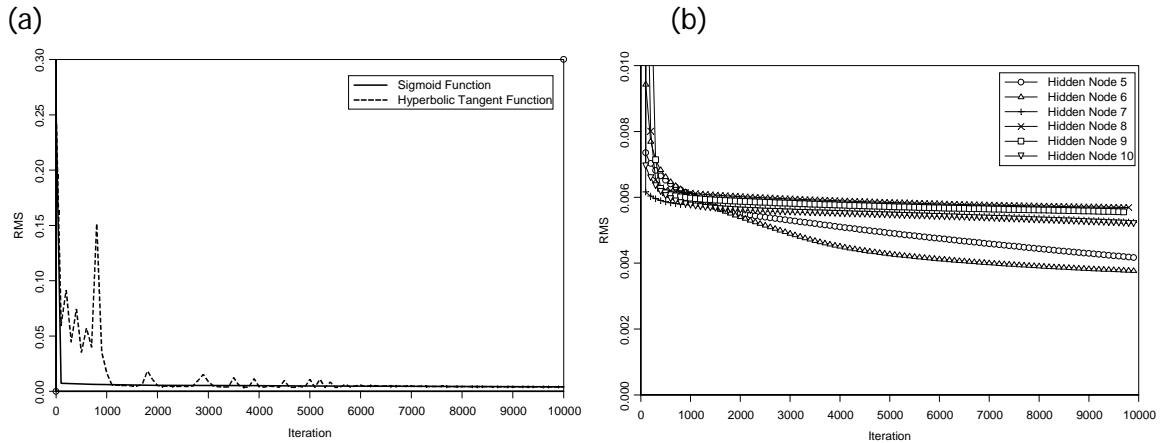 (a)
0.30
0.25
0.20
0.15
0.10
0.05
0.00
RMS
Sigmoid Function
Hyperbolic Tangent Function
0 1000 2000 3000 4000 5000 6000 7000 8000 9000 10000
Iteration
(b)
0.010
0.008
0.006
0.004
0.002
0.000
RMS
Hidden Node 5
Hidden Node 6
Hidden Node 7
Hidden Node 8
Hidden Node 9
Hidden Node 10
0 1000 2000 3000 4000 5000 6000 7000 8000 9000 10000
Iteration